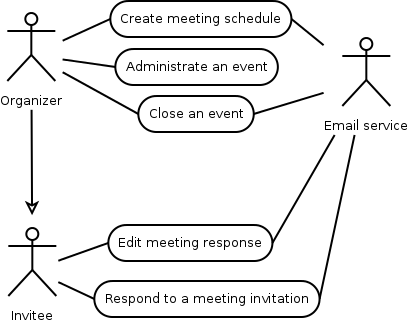 Create meeting schedule
Administrate an event
Organizer
Close an event
Email service
Edit meeting response
Respond to a meeting invitation
Invitee